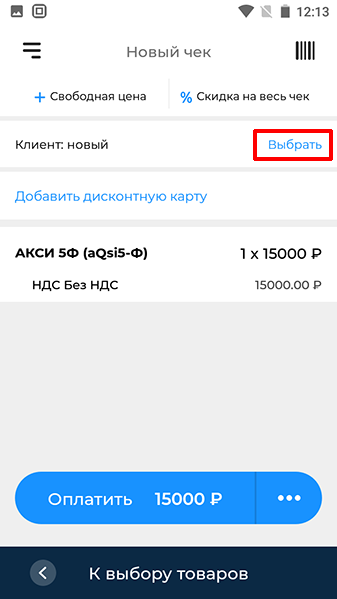 12:13
Новый чек
+ Свободная цена
% Скидка на весь чек
Клиент: новый Выбрать
Добавить дисконтную карту
АКСИ 5Ф (aQsi5-Ф) 1 x 15000 ₽
НДС Без НДС 15000.00 ₽
Оплатить 15000 ₽ •••
К выбору товаров